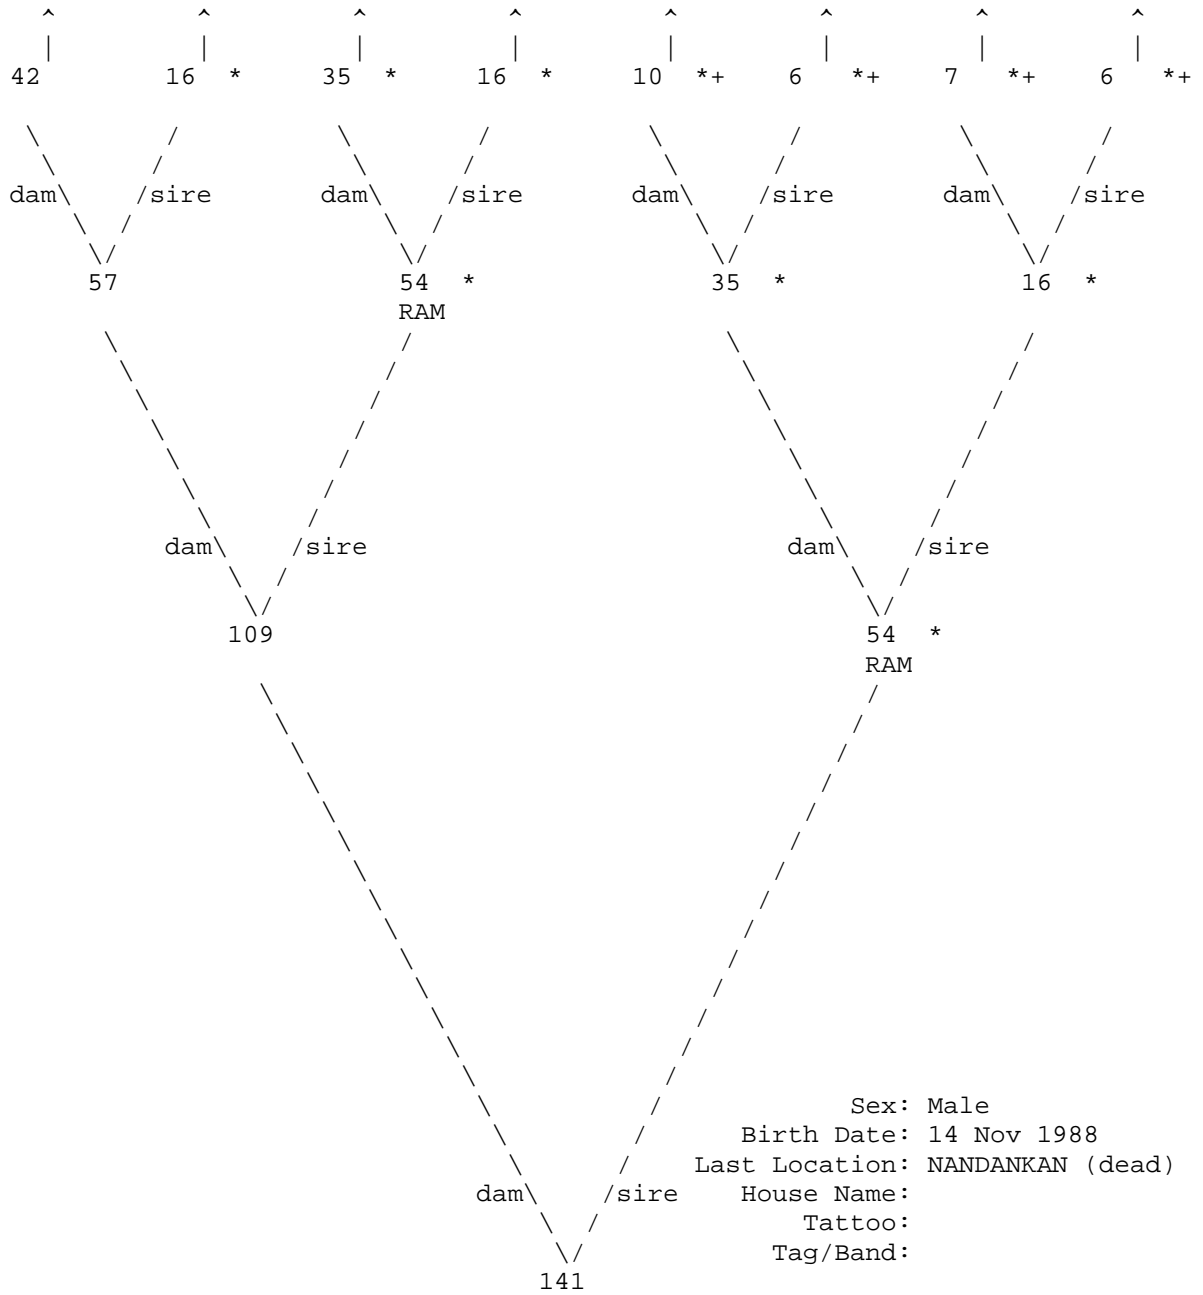 42 16 * 35 * 16 * 10 *+ 6 *+ 7 *+ 6 *+
dam sire dam sire dam sire dam sire
57 54 * 35 * 16 *
RAM
dam sire dam sire
109 54 *
RAM
Sex: Male
Birth Date: 14 Nov 1988
Last Location: NANDANKAN (dead)
dam sire House Name:
Tattoo:
Tag/Band:
141